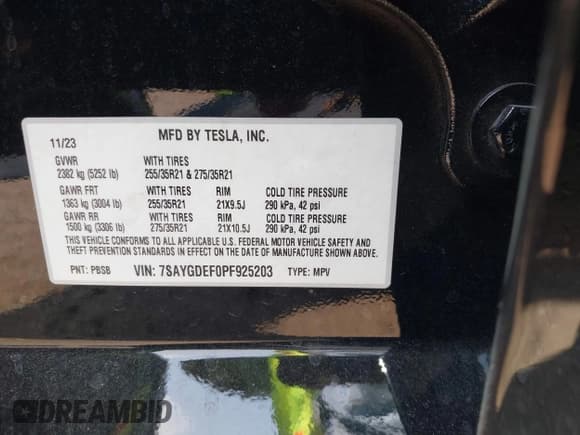 11/23 MFD BY TESLA, INC.
GVWR WITH TIRES
2382 kg (5252 lb) 255/35R21 & 275/35R21
GAWR FRT WITH TIRES RIM COLD TIRE PRESSURE
1363 kg (3004 lb) 255/35R21 21X9.5J 290 kPa, 42 psi
GAWR RR WITH TIRES RIM COLD TIRE PRESSURE
1500 kg (3306 lb) 275/35R21 21X10.5J 290 kPa, 42 psi
THIS VEHICLE CONFORMS TO ALL APPLICABLE U.S. FEDERAL MOTOR VEHICLE SAFETY AND
THEFT PREVENTION STANDARDS IN EFFECT ON THE DATE OF MANUFACTURE SHOWN ABOVE.
PNT: PBSB VIN: 7SAYGDEF0PF925203 TYPE: MPV
DREAMBID